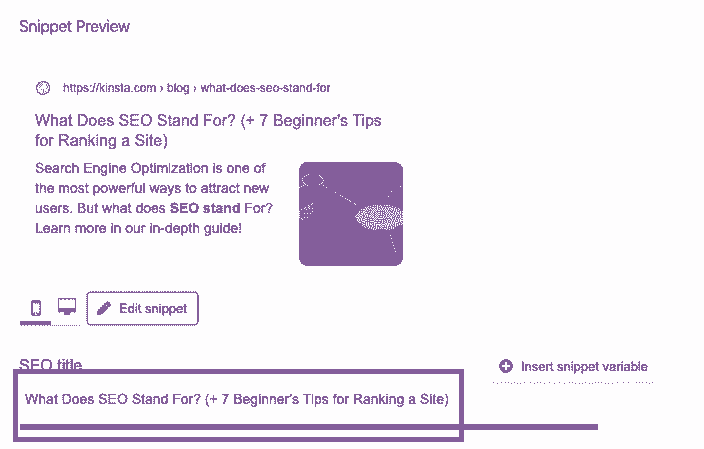 Snippet Preview
https://kinsta.com › blog › what-does-seo-stand-for
What Does SEO Stand For? (+ 7 Beginner's Tips
for Ranking a Site)
Search Engine Optimization is one of
the most powerful ways to attract new
users. But what does SEO stand For?
Learn more in our in-depth guide!
Edit snippet
SEO title
Insert snippet variable
What Does SEO Stand For? (+ 7 Beginner's Tips for Ranking a Site)